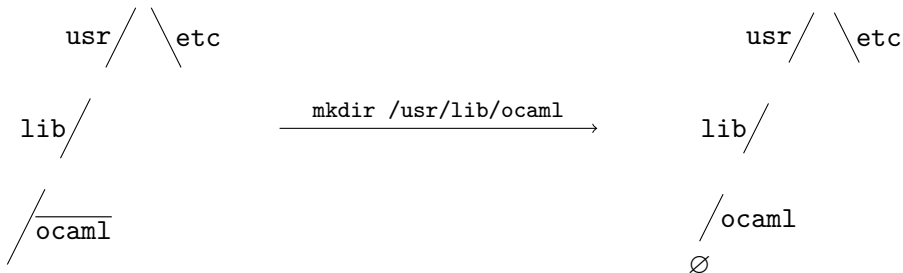 usr etc usr etc
mkdir /usr/lib/ocaml
lib lib
ocaml ocaml
∅